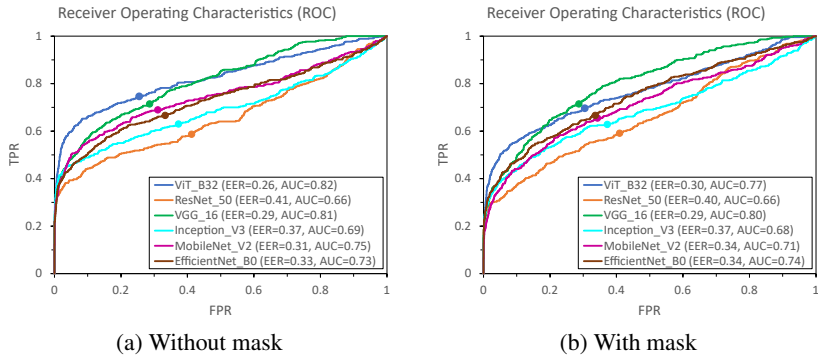 Receiver Operating Characteristics (ROC)
1
0.8
0.6
0.4
0.2
0
TPR
ViT_B32 (EER=0.26, AUC=0.82)
ResNet_50 (EER=0.41, AUC=0.66)
VGG_16 (EER=0.29, AUC=0.81)
Inception_V3 (EER=0.37, AUC=0.69)
MobileNet_V2 (EER=0.31, AUC=0.75)
EfficientNet_B0 (EER=0.33, AUC=0.73)
0 0.2 0.4 0.6 0.8 1
FPR
(a) Without mask
Receiver Operating Characteristics (ROC)
1
0.8
0.6
0.4
0.2
0
TPR
ViT_B32 (EER=0.30, AUC=0.77)
ResNet_50 (EER=0.40, AUC=0.66)
VGG_16 (EER=0.29, AUC=0.80)
Inception_V3 (EER=0.37, AUC=0.68)
MobileNet_V2 (EER=0.34, AUC=0.71)
EfficientNet_B0 (EER=0.34, AUC=0.74)
0 0.2 0.4 0.6 0.8 1
FPR
(b) With mask